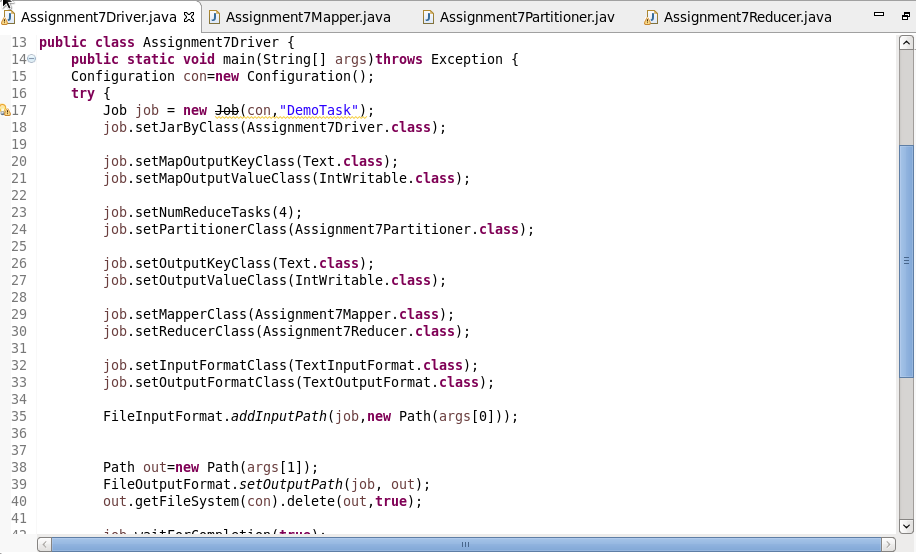 Assignment7Driver.java Assignment7Mapper.java Assignment7Partitioner.jav Assignment7Reducer.java
13 public class Assignment7Driver {
14 public static void main(String[] args)throws Exception {
15 Configuration con=new Configuration();
16 try {
17 Job job = new Job(con,"DemoTask");
18 job.setJarByClass(Assignment7Driver.class);
19
20 job.setMapOutputKeyClass(Text.class);
21 job.setMapOutputValueClass(IntWritable.class);
22
23 job.setNumReduceTasks(4);
24 job.setPartitionerClass(Assignment7Partitioner.class);
25
26 job.setOutputKeyClass(Text.class);
27 job.setOutputValueClass(IntWritable.class);
28
29 job.setMapperClass(Assignment7Mapper.class);
30 job.setReducerClass(Assignment7Reducer.class);
31
32 job.setInputFormatClass(TextInputFormat.class);
33 job.setOutputFormatClass(TextOutputFormat.class);
34
35 FileInputFormat.addInputPath(job,new Path(args[0]));
36
37
38 Path out=new Path(args[1]);
39 FileOutputFormat.setOutputPath(job, out);
40 out.getFileSystem(con).delete(out,true);
41
42 job.waitForCompletion(true);